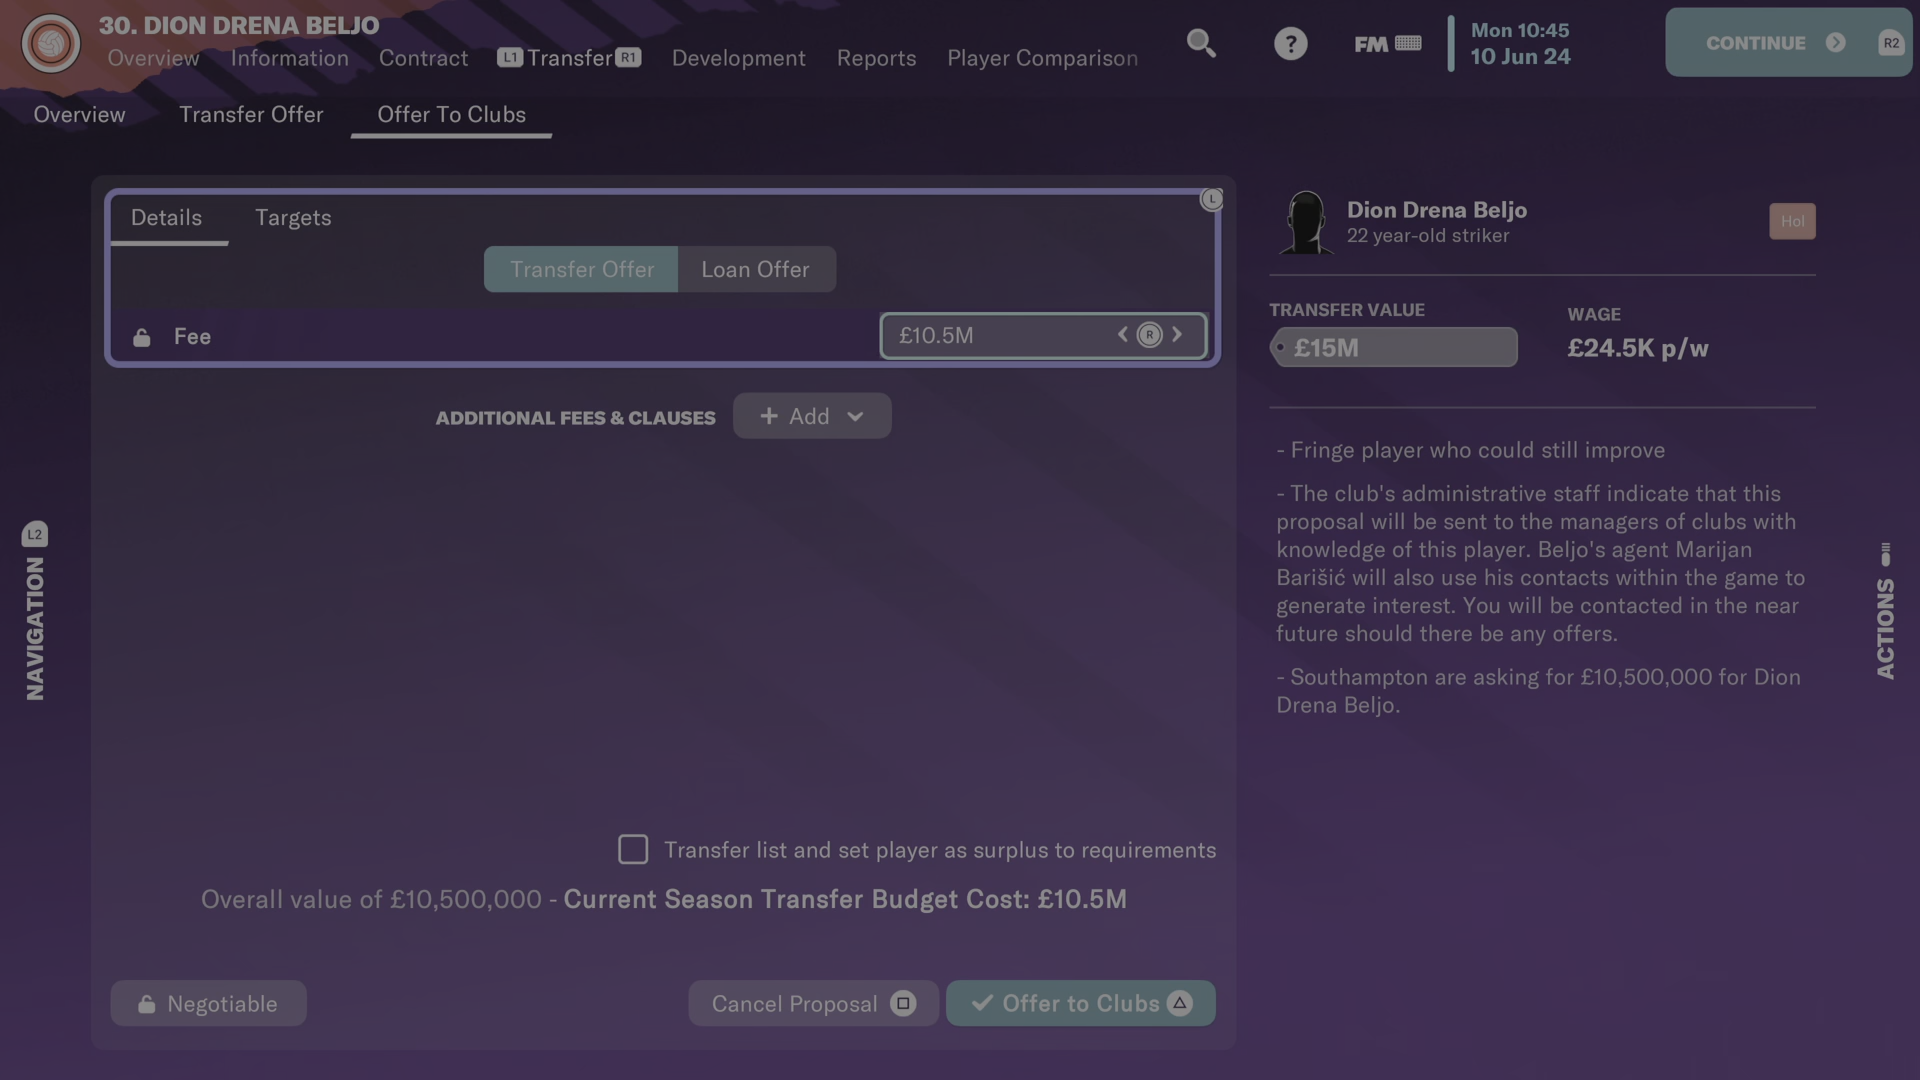 30. DION DRENA BELJO
Overview Information Contract L1 Transfer R1 Development Reports Player Comparison
?
FM
Mon 10:45
10 Jun 24
CONTINUE R2
Overview Transfer Offer Offer To Clubs
Details Targets
L
Transfer Offer Loan Offer
Fee £10.5M R
ADDITIONAL FEES & CLAUSES + Add
Transfer list and set player as surplus to requirements
Overall value of £10,500,000 - Current Season Transfer Budget Cost: £10.5M
Negotiable Cancel Proposal Offer to Clubs
Dion Drena Beljo
22 year-old striker
Hol
TRANSFER VALUE
£15M
WAGE
£24.5K p/w
- Fringe player who could still improve
- The club's administrative staff indicate that this
proposal will be sent to the managers of clubs with
knowledge of this player. Beljo's agent Marijan
Barišić will also use his contacts within the game to
generate interest. You will be contacted in the near
future should there be any offers.
- Southampton are asking for £10,500,000 for Dion
Drena Beljo.
L2
NAVIGATION
ACTIONS